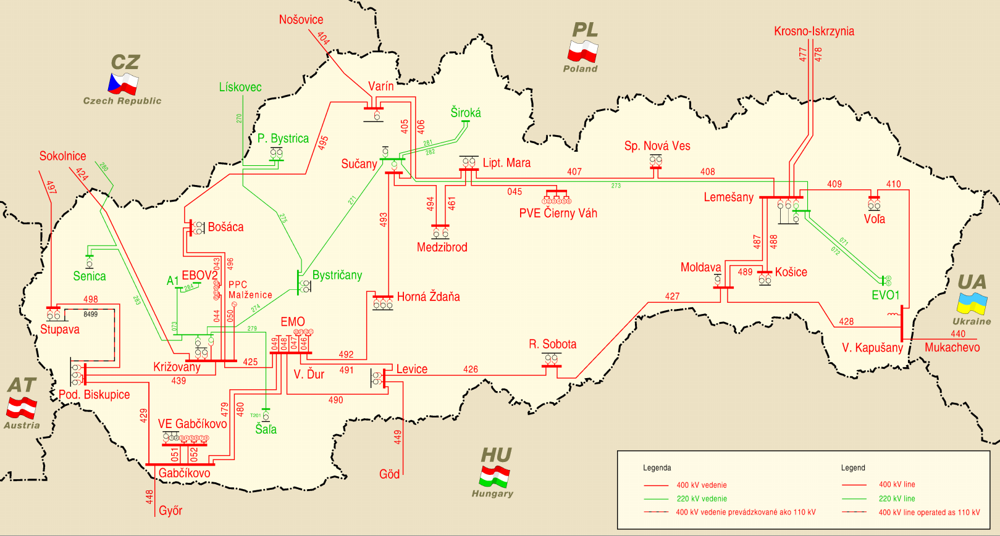 Nošovice
404
PL
Poland
Krosno-Iskrzynia
477
478
CZ
Czech Republic
Lískovec
270
Varín
Široká
405
406
P. Bystrica
495
281
282
Sokolnice
280
424
497
Sučany
Lipt. Mara
Sp. Nová Ves
407
408
273
045
409
410
271
494
461
493
PVE Čierny Váh
Lemešany
Voľa
275
Bošáca
Medzibrod
487
488
071
072
043
496
Senica
A1
EBOV2
284
PPC
Malženice
Bystričany
Moldava
489
Košice
EVO1
UA
Ukraine
498
8499
Stupava
283
274
044
050
Horná Ždaňa
427
428
073
279
EMO
049
048
047
046
440
V. Kapušany
Mukachevo
R. Sobota
Križovany
425
492
491
V. Ďur
Levice
426
439
AT
Austria
Pod. Biskupice
429
479
480
490
T201
Šaľa
VE Gabčíkovo
051
052
449
Gabčíkovo
Göd
HU
Hungary
448
Győr
Legenda
400 kV vedenie
220 kV vedenie
400 kV vedenie prevádzkované ako 110 kV
Legend
400 kV line
220 kV line
400 kV line operated as 110 kV